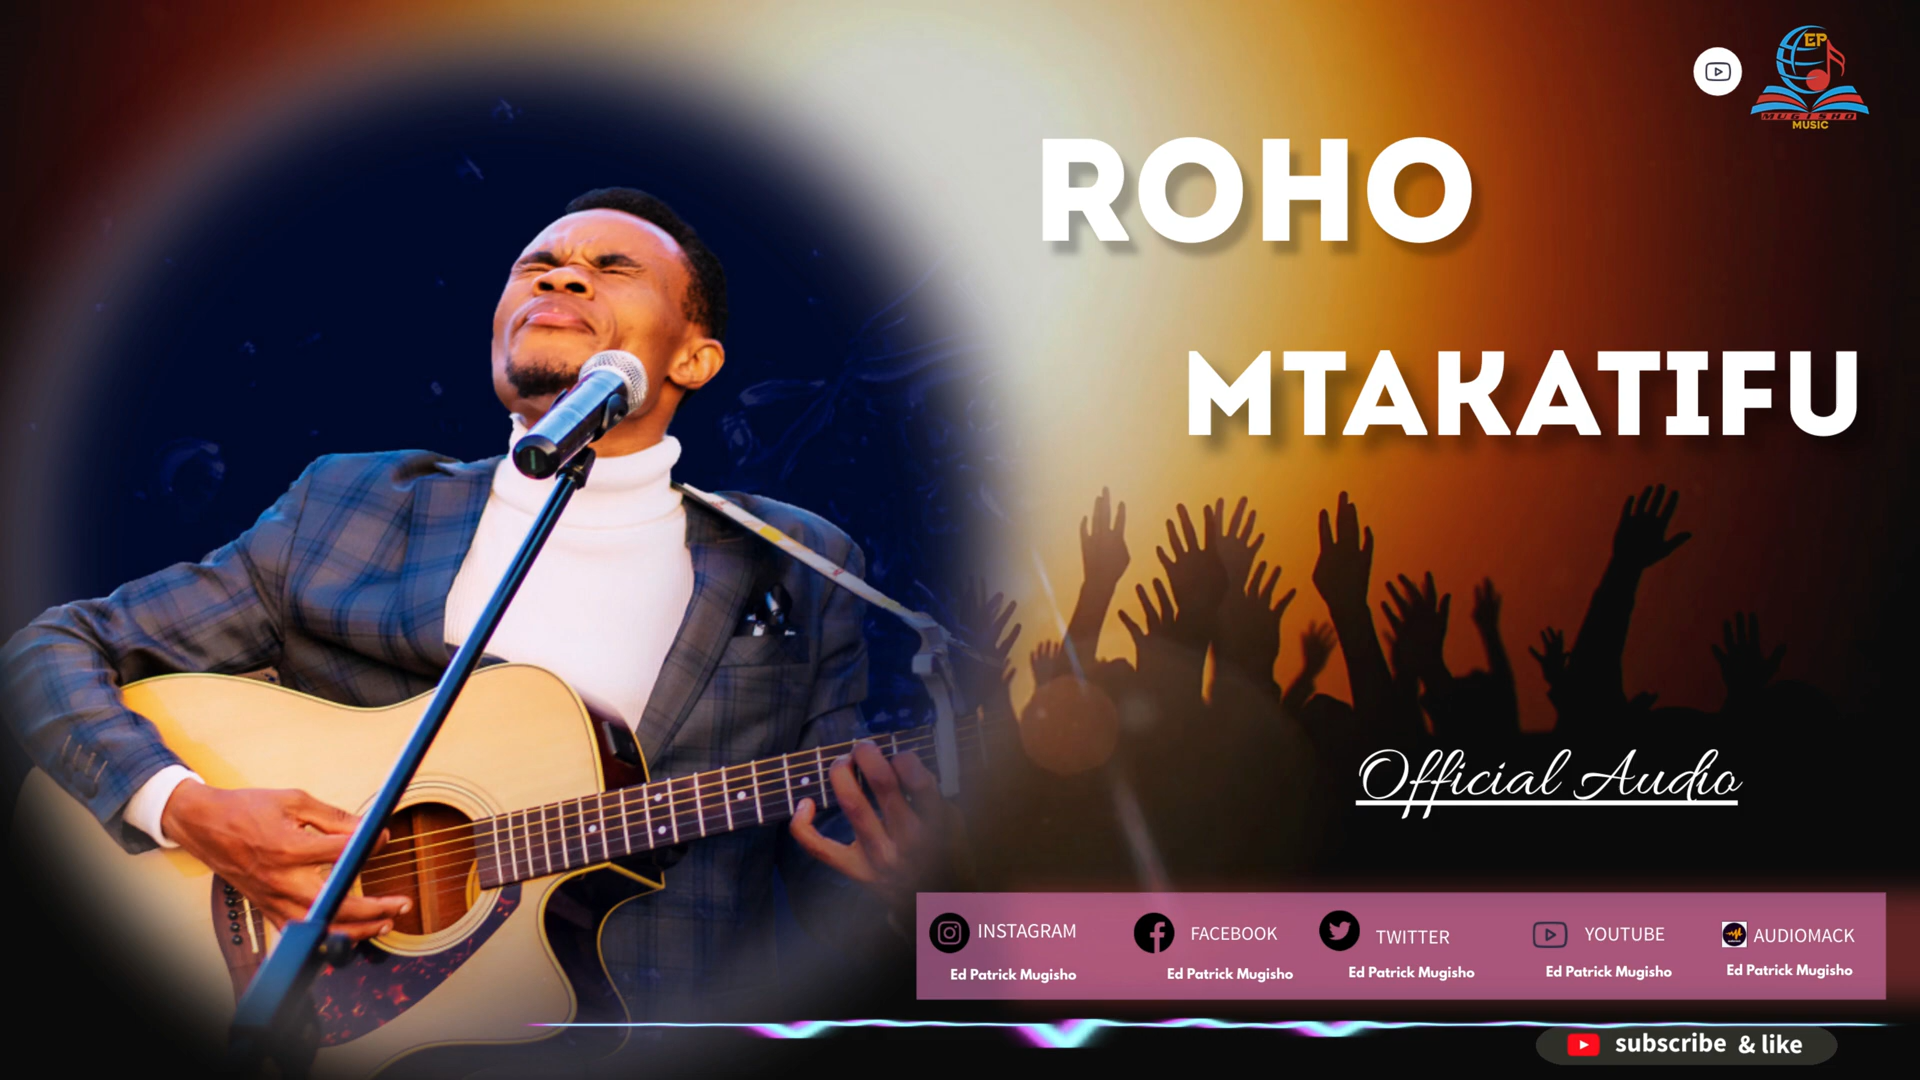 EP
MUGISHO
MUSIC
ROHO
MTAKATIFU
Official Audio
INSTAGRAM
Ed Patrick Mugisho
FACEBOOK
Ed Patrick Mugisho
TWITTER
Ed Patrick Mugisho
YOUTUBE
Ed Patrick Mugisho
AUDIOMACK
Ed Patrick Mugisho
subscribe & like